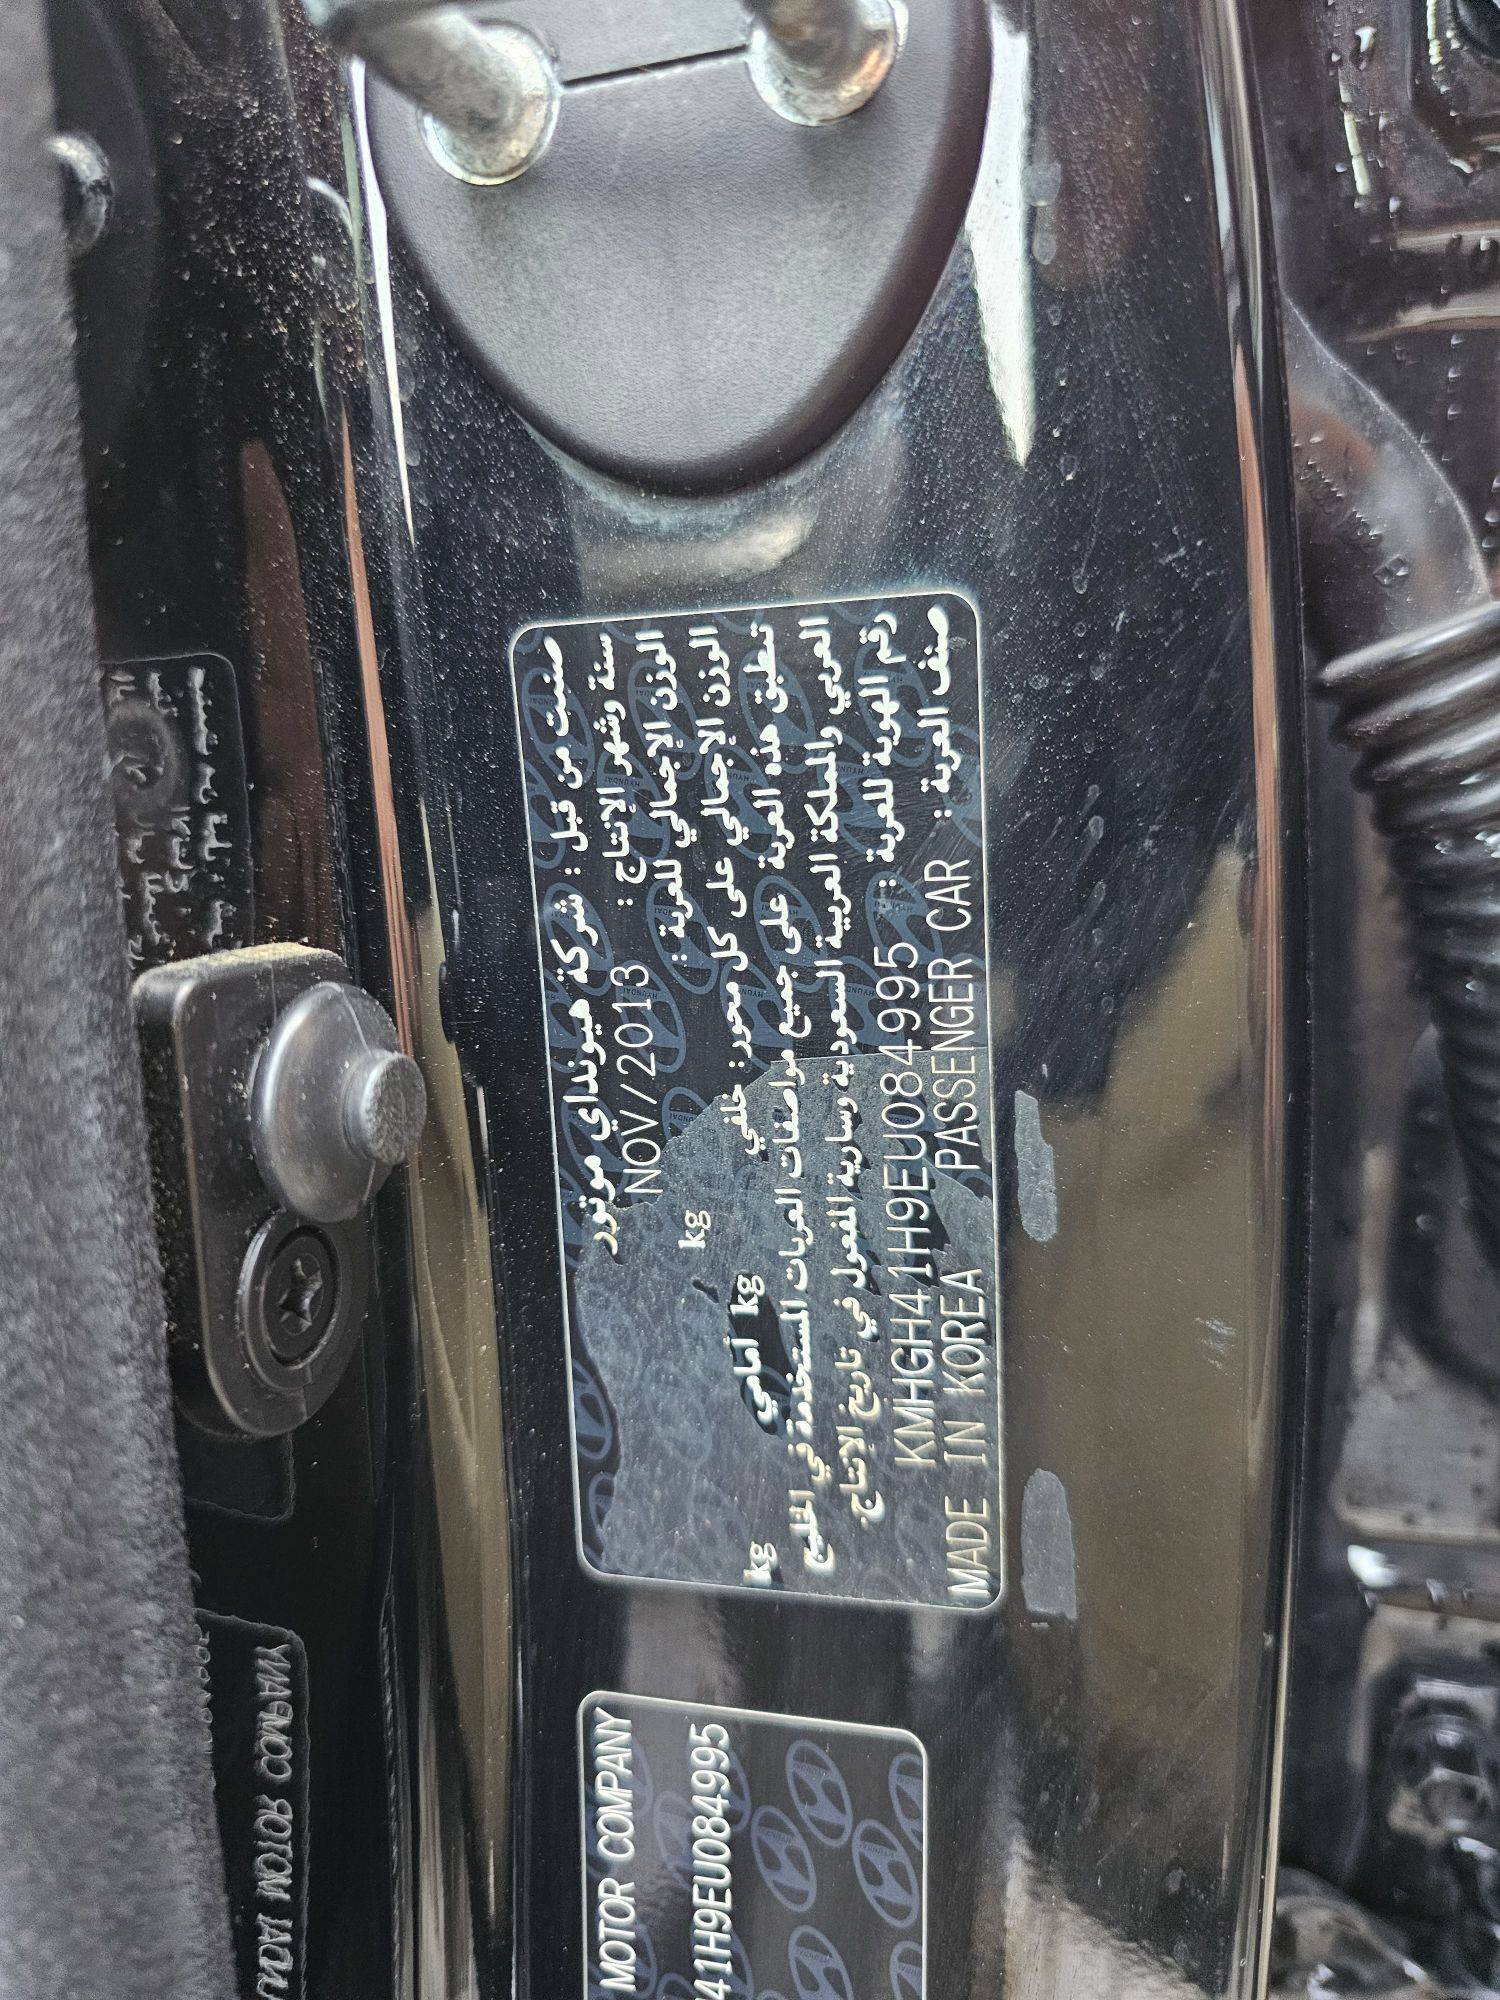 صنعت من قبل : شركة هيونداي موتور
سنة وشهر الإنتاج : NOV/2013
الوزن الإجمالي للعربة : kg
الوزن الإجمالي على كل محور: خلفي kg أمامي kg
تطبق هذه العربة على جميع مواصفات العربات المستخدمة في الخليج
العربي والمملكة العربية السعودية وسارية المفعول في تاريخ الإنتاج.
رقم الهوية للعربة : KMHGH41H9EU084995
صنف العربة : PASSENGER CAR MADE IN KOREA
MOTOR COMPANY
41H9EU084995